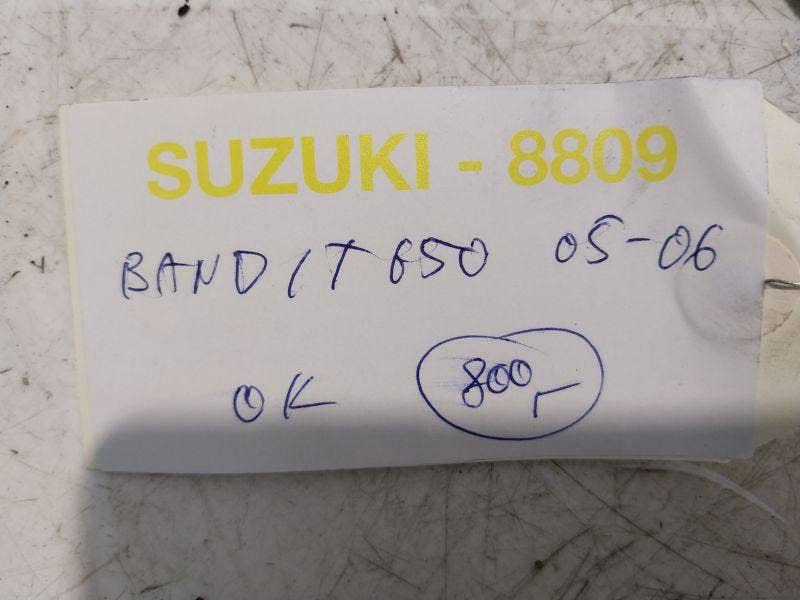 SUZUKI - 8809
BANDIT 650 05-06
OK 800,-